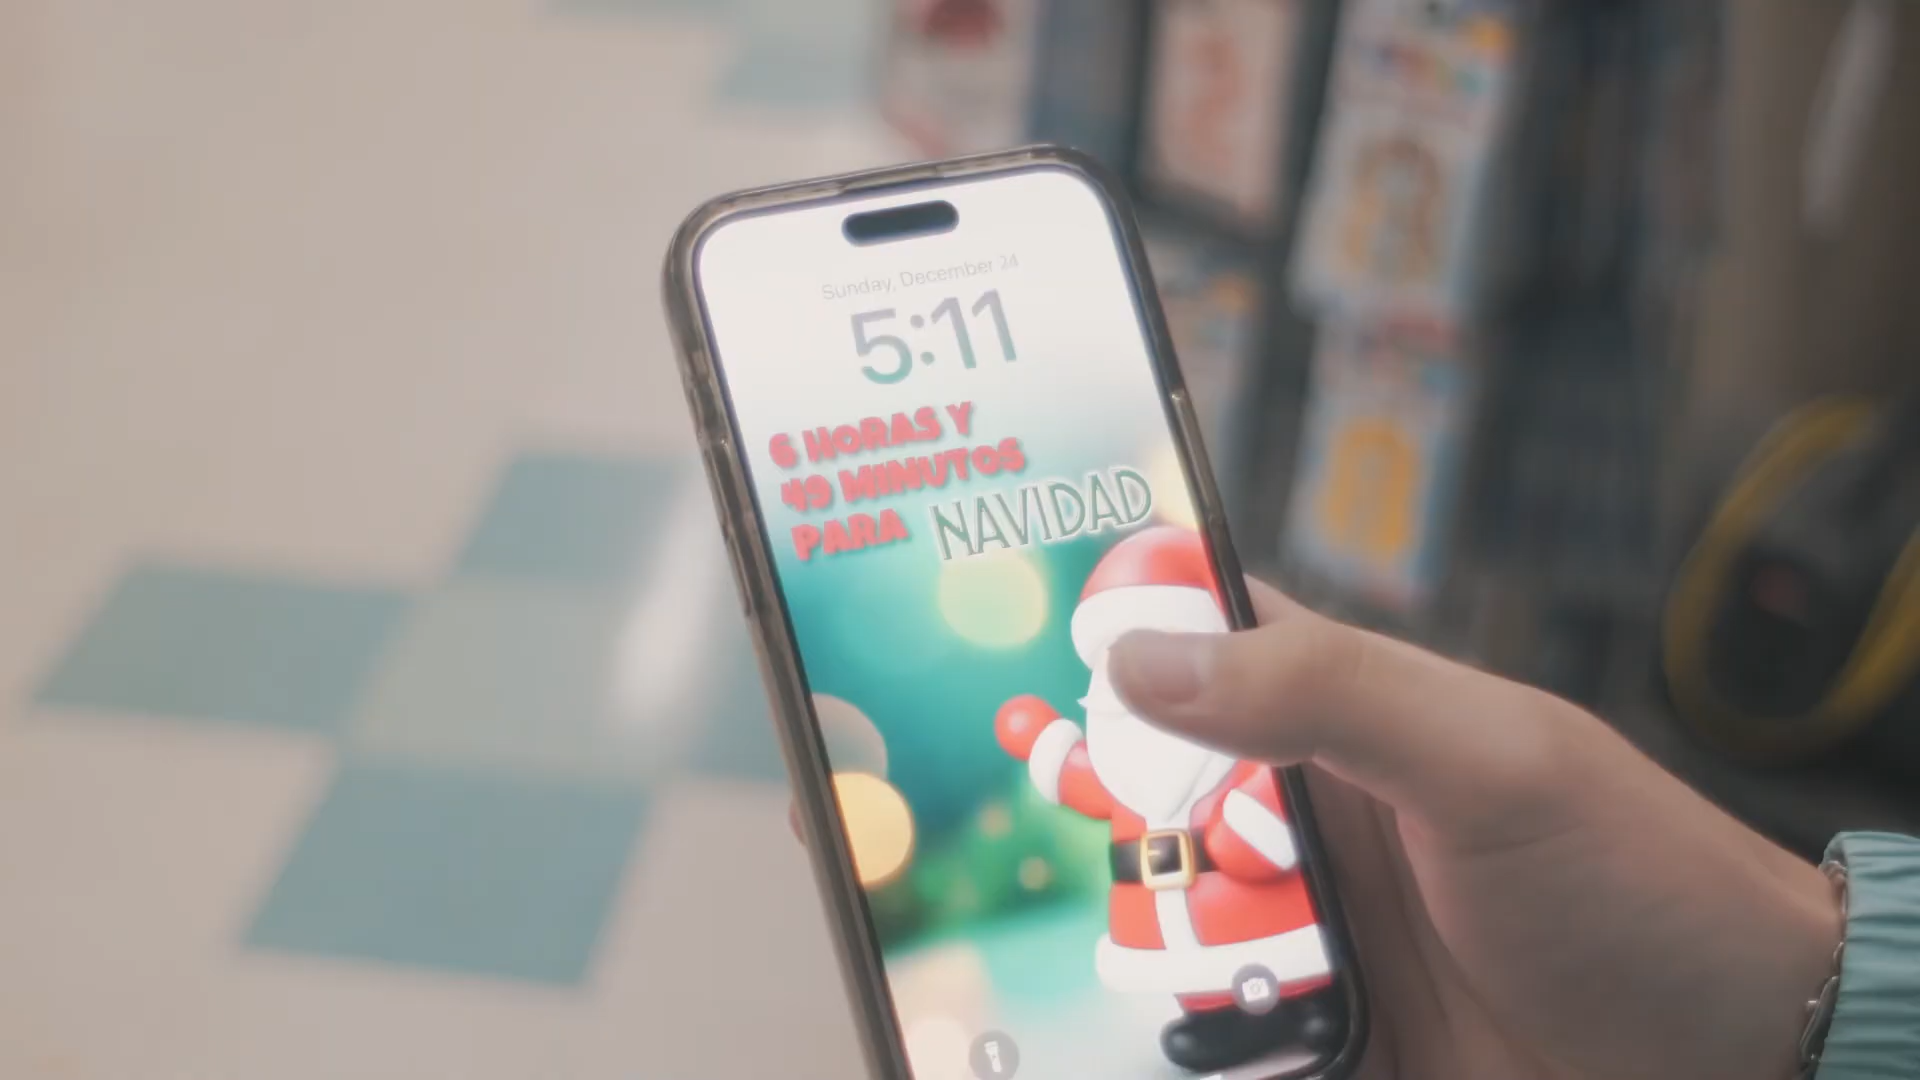 Sunday, December 24
5:11
6 HORAS Y
49 MINUTOS
PARA NAVIDAD